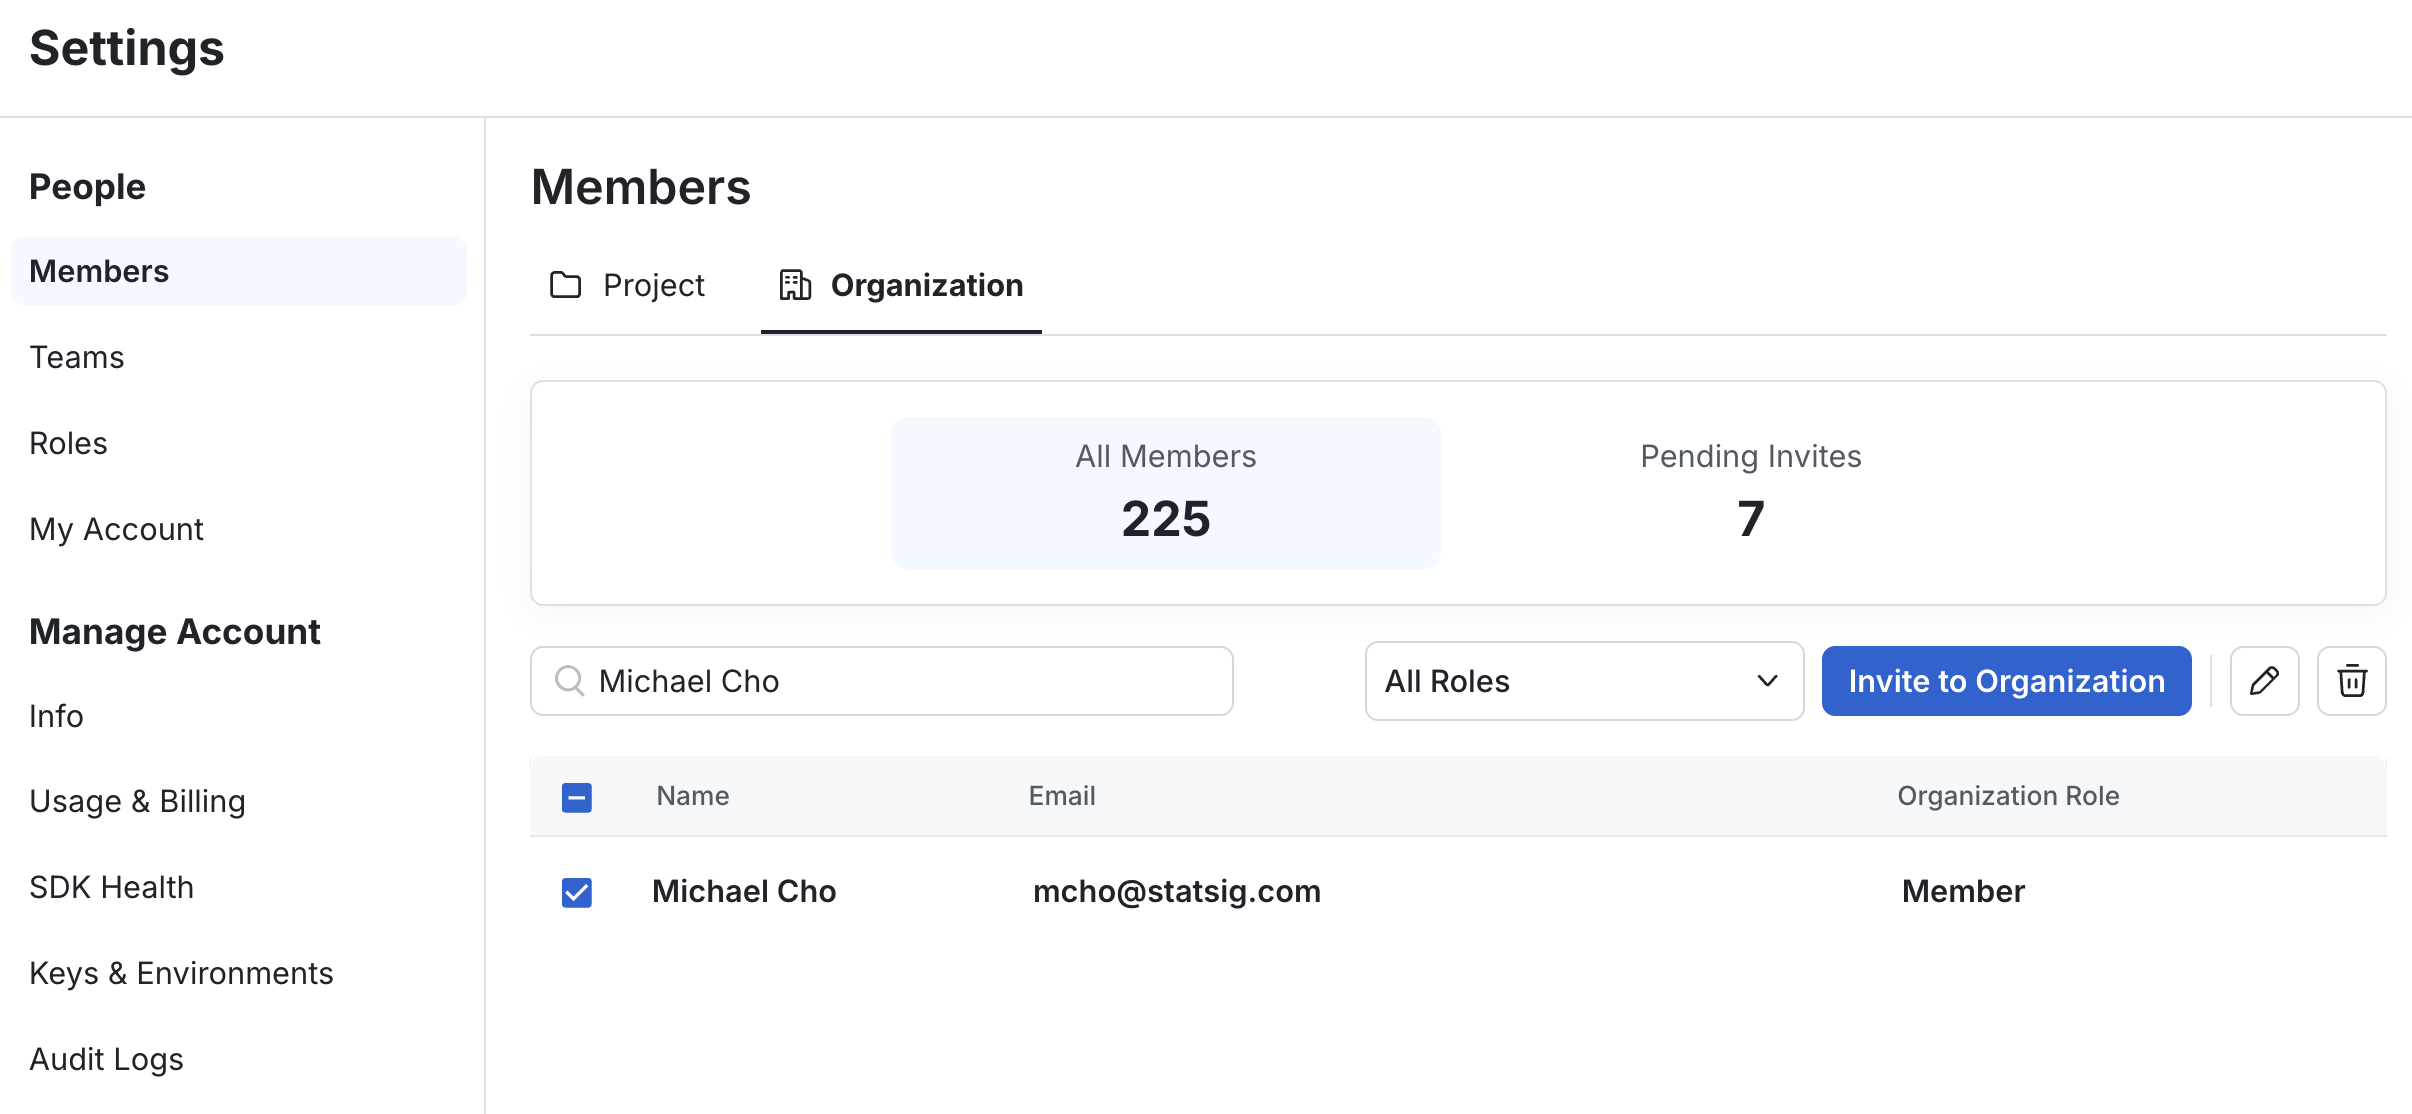 Settings
People
Members
Teams
Roles
My Account
Manage Account
Info
Usage & Billing
SDK Health
Keys & Environments
Audit Logs
Members
Project
Organization
All Members
225
Pending Invites
7
Michael Cho
All Roles
Invite to Organization
Name
Email
Organization Role
Michael Cho
mcho@statsig.com
Member